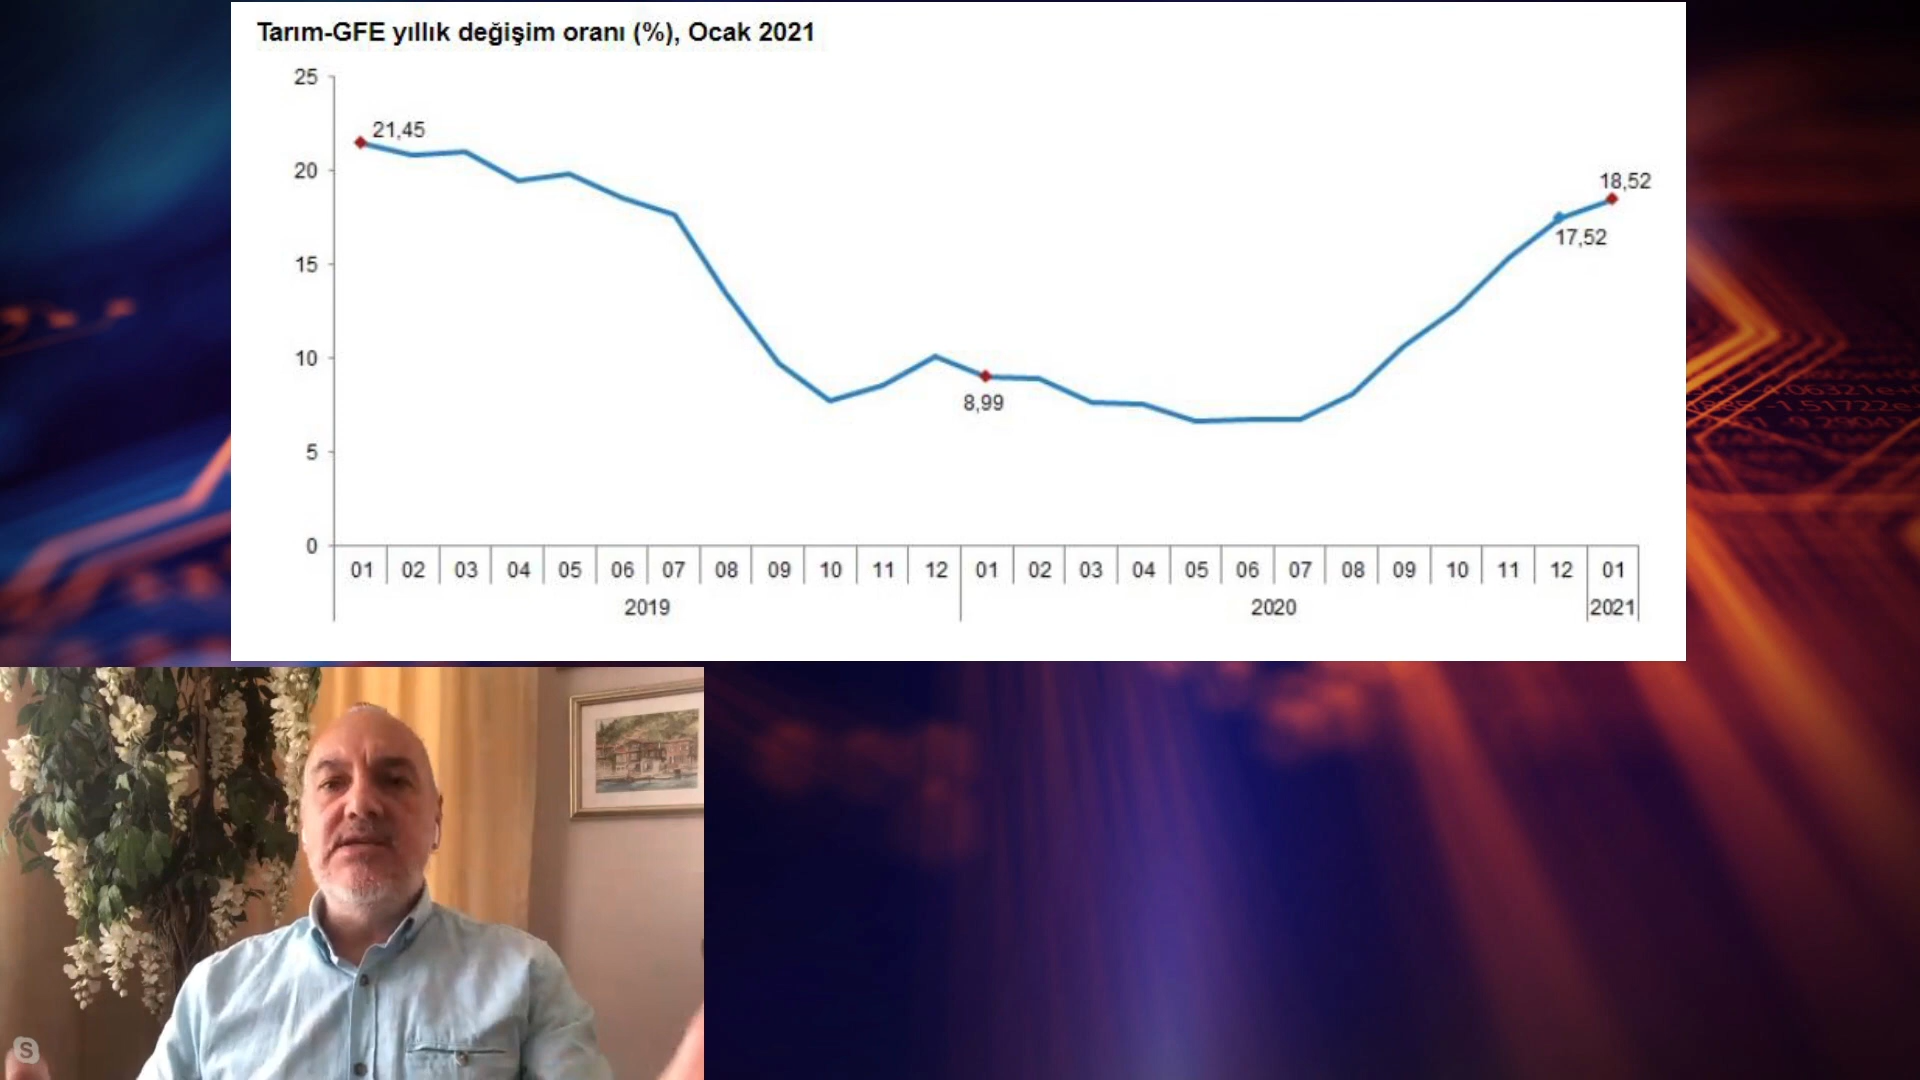 Tarım-GFE yıllık değişim oranı (%), Ocak 2021
25
20
15
10
5
0
21,45
8,99
17,52
18,52
01 02 03 04 05 06 07 08 09 10 11 12 01 02 03 04 05 06 07 08 09 10 11 12 01
2019 2020 2021
S